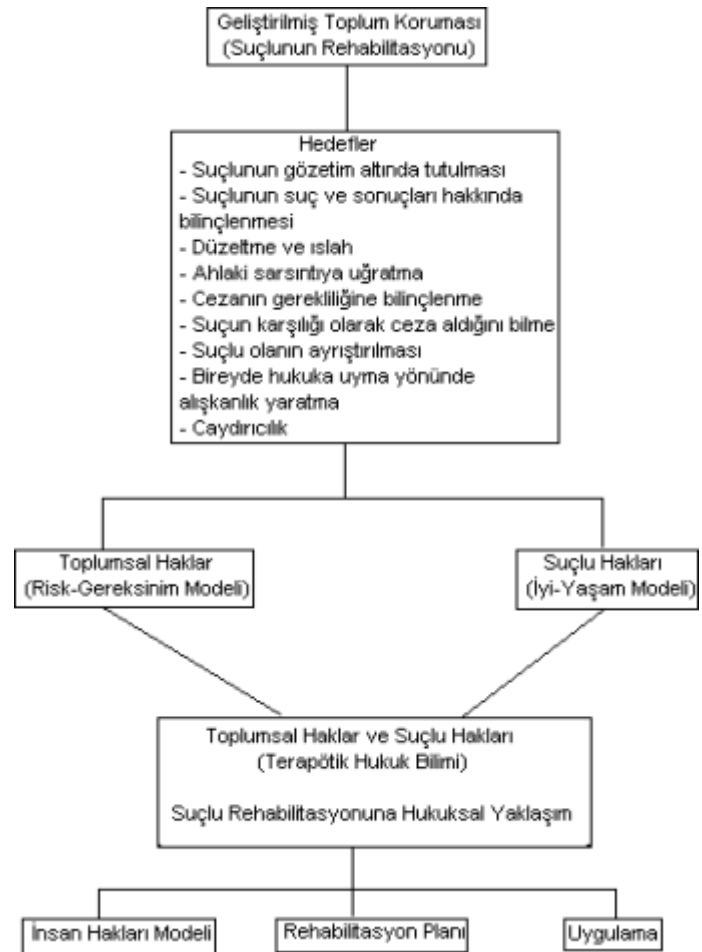 Geliştirilmiş Toplum Koruması
(Suçlunun Rehabilitasyonu)
Hedefler
- Suçlunun gözetim altında tutulması
- Suçlunun suç ve sonuçları hakkında
bilinçlenmesi
- Düzeltme ve ıslah
- Ahlaki sarsıntıya uğratma
- Cezanın gerekliliğine bilinçlenme
- Suçun karşılığı olarak ceza aldığını bilme
- Suçlu olanın ayrıştırılması
- Bireyde hukuka uyma yönünde
alışkanlık yaratma
- Caydırıcılık
Toplumsal Haklar
(Risk-Gereksinim Modeli)
Suçlu Hakları
(İyi-Yaşam Modeli)
Toplumsal Haklar ve Suçlu Hakları
(Terapötik Hukuk Bilimi)
Suçlu Rehabilitasyonuna Hukuksal Yaklaşım
İnsan Hakları Modeli
Rehabilitasyon Planı
Uygulama